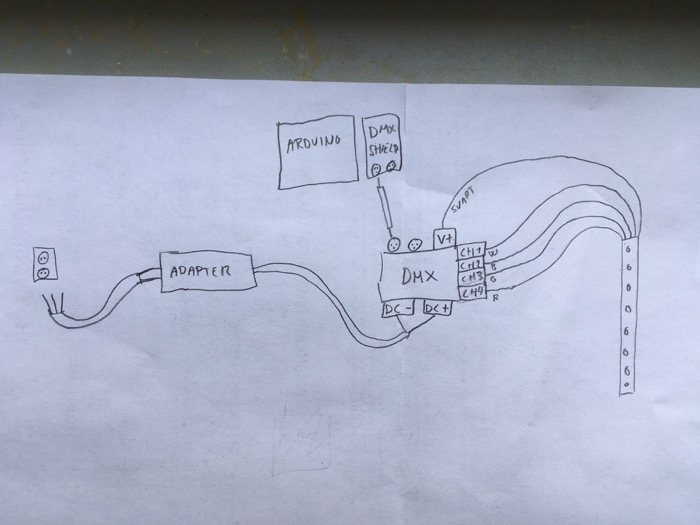 ARDUINO
DMX
SHIELD
SVART
V+
CH1 W
CH2 B
CH3 G
CH4 R
ADAPTER
DMX
DC- DC+